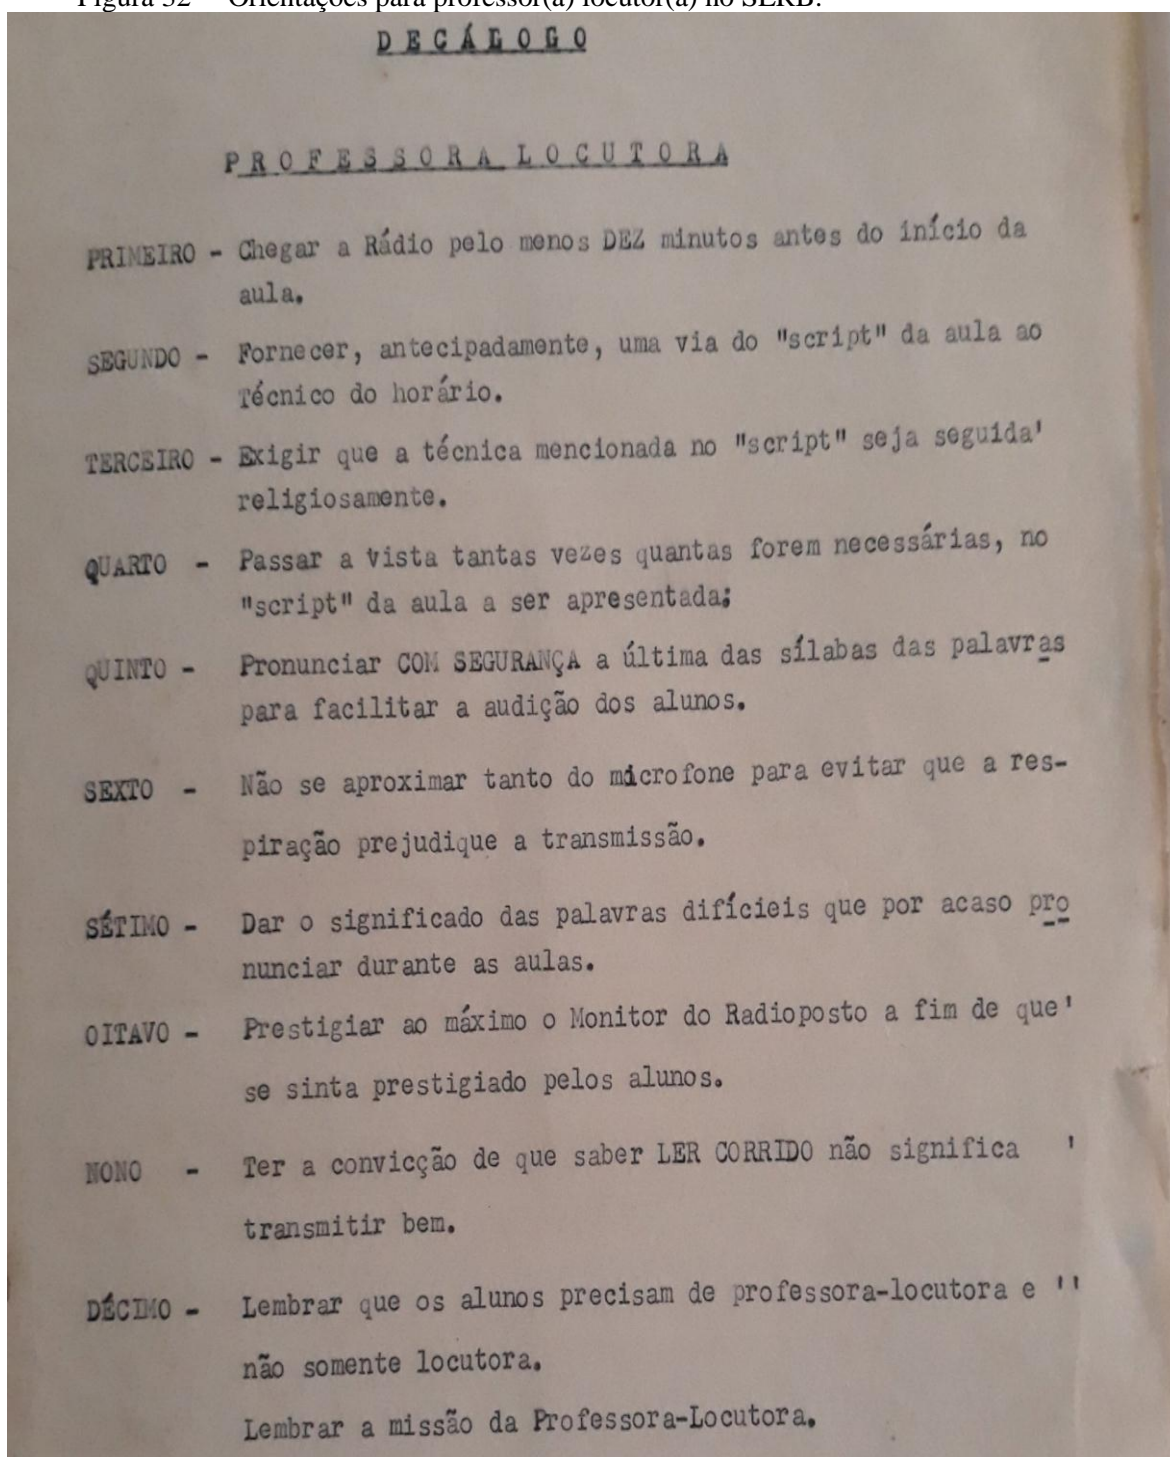 Figura 32 – Orientações para professor(a) locutor(a) no SERB.
DECÁLOGO
PROFESSORA LOCUTORA
PRIMEIRO - Chegar a Rádio pelo menos DEZ minutos antes do início da
aula.
SEGUNDO - Fornecer, antecipadamente, uma via do "script" da aula ao
Técnico do horário.
TERCEIRO - Exigir que a técnica mencionada no "script" seja seguida'
religiosamente.
QUARTO - Passar a vista tantas vezes quantas forem necessárias, no
"script" da aula a ser apresentada;
QUINTO - Pronunciar COM SEGURANÇA a última das sílabas das palavras
para facilitar a audição dos alunos.
SEXTO - Não se aproximar tanto do microfone para evitar que a res-
piração prejudique a transmissão.
SÉTIMO - Dar o significado das palavras difícieis que por acaso pro
nunciar durante as aulas.
OITAVO - Prestigiar ao máximo o Monitor do Radioposto a fim de que'
se sinta prestigiado pelos alunos.
NONO - Ter a convicção de que saber LER CORRIDO não significa '
transmitir bem.
DÉCIMO - Lembrar que os alunos precisam de professora-locutora e ''
não somente locutora.
Lembrar a missão da Professora-Locutora.